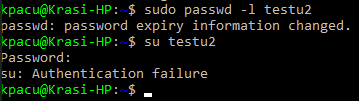 kpacu@Krasi-HP:~$ sudo passwd -l testu2
passwd: password expiry information changed.
kpacu@Krasi-HP:~$ su testu2
Password:
su: Authentication failure
kpacu@Krasi-HP:~$